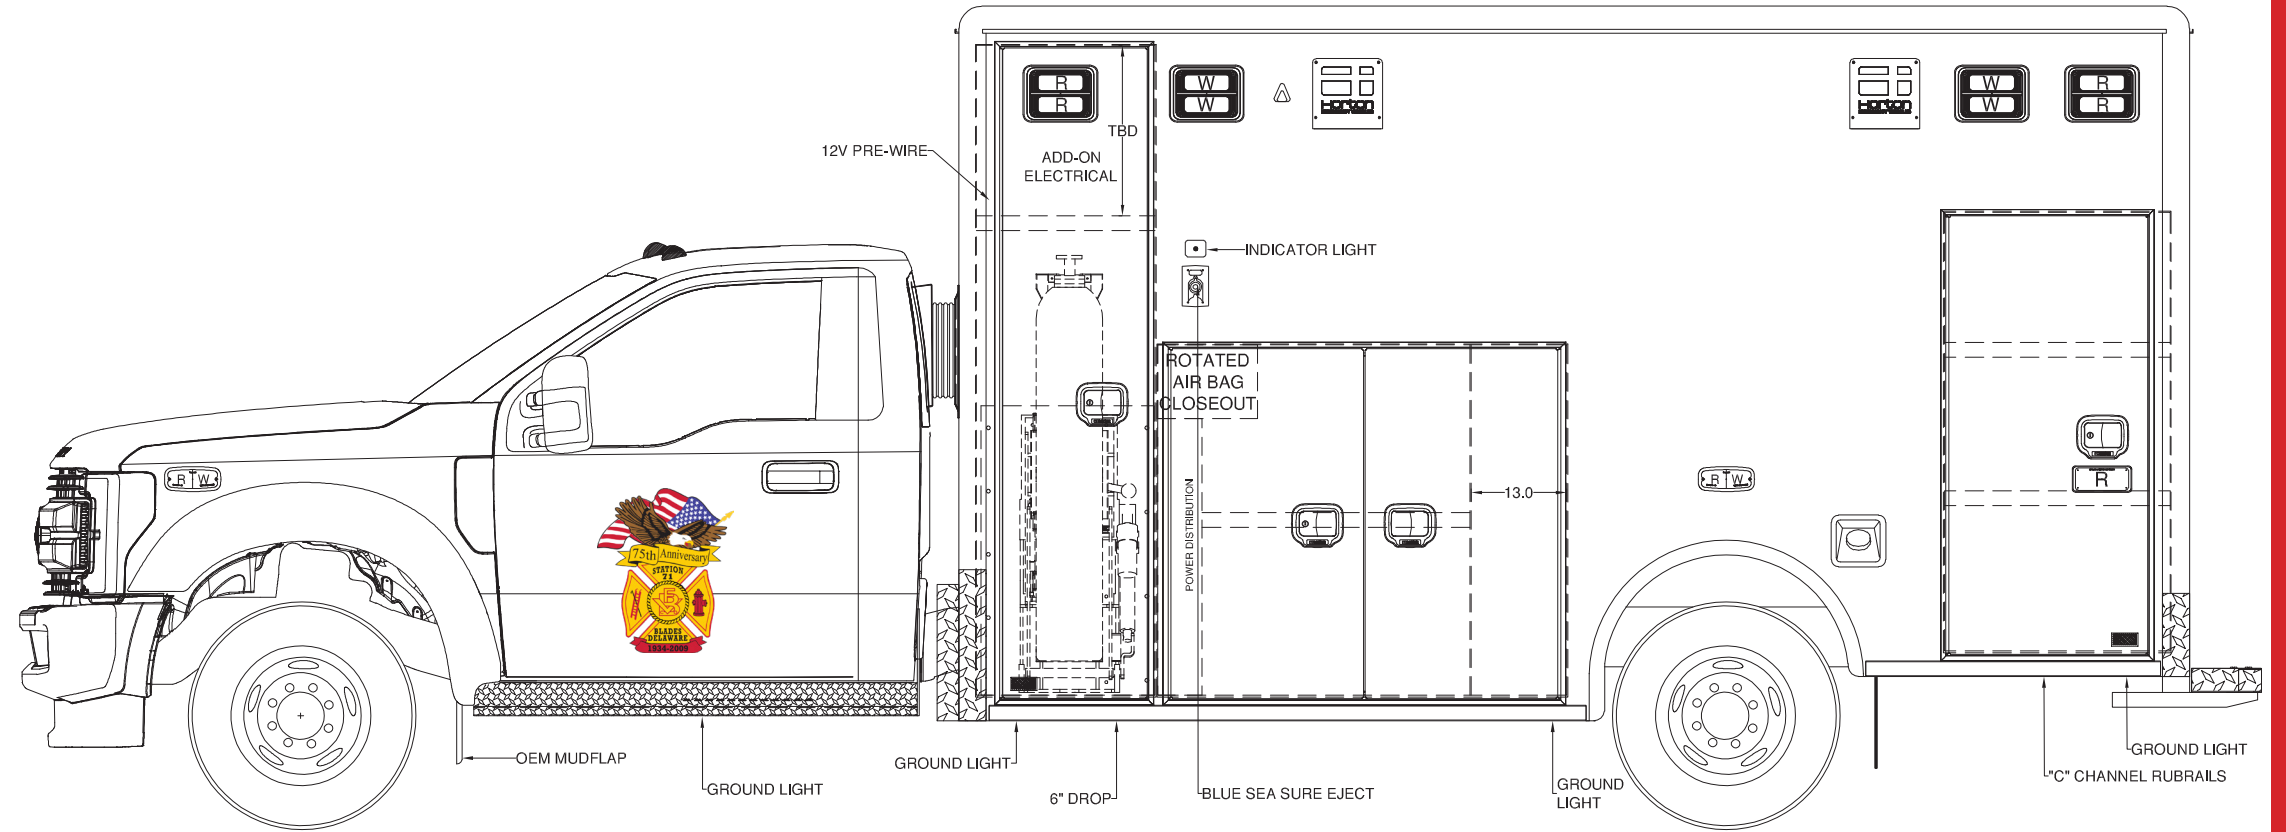 R
R
W
W
Horton
Horton
W
W
R
R
TBD
12V PRE-WIRE
ADD-ON
ELECTRICAL
INDICATOR LIGHT
ROTATED
AIR BAG
CLOSEOUT
R W
13.0
R W
R
POWER DISTRIBUTION
75th Anniversary
STATION
71
BLADES
DELAWARE
1934-2009
OEM MUDFLAP
GROUND LIGHT
GROUND LIGHT
6" DROP
BLUE SEA SURE EJECT
GROUND
LIGHT
GROUND LIGHT
"C" CHANNEL RUBRAILS